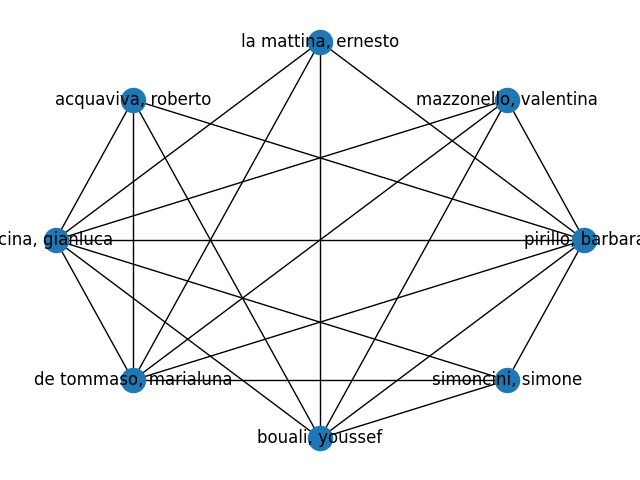 la mattina, ernesto
acquaviva, roberto
mazzonello, valentina
cina, gianluca
pirillo, barbara
de tommaso, marialuna
simoncini, simone
bouali, youssef